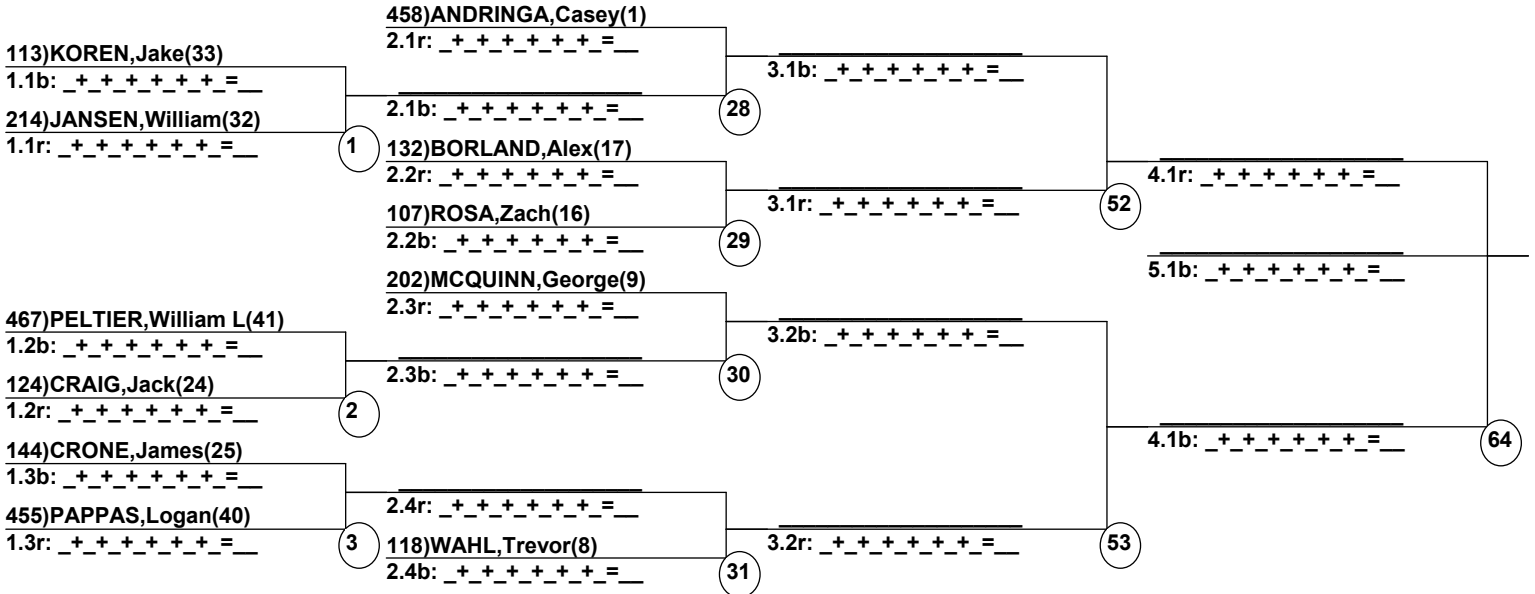 113)KOREN,Jake(33)
1.1b: _+_+_+_+_+_+_=__
214)JANSEN,William(32)
1.1r: _+_+_+_+_+_+_=__
1
467)PELTIER,William L(41)
1.2b: _+_+_+_+_+_+_=__
124)CRAIG,Jack(24)
1.2r: _+_+_+_+_+_+_=__
2
144)CRONE,James(25)
1.3b: _+_+_+_+_+_+_=__
455)PAPPAS,Logan(40)
1.3r: _+_+_+_+_+_+_=__
3
458)ANDRINGA,Casey(1)
2.1r: _+_+_+_+_+_+_=__
2.1b: _+_+_+_+_+_+_=__
28
132)BORLAND,Alex(17)
2.2r: _+_+_+_+_+_+_=__
107)ROSA,Zach(16)
2.2b: _+_+_+_+_+_+_=__
29
202)MCQUINN,George(9)
2.3r: _+_+_+_+_+_+_=__
2.3b: _+_+_+_+_+_+_=__
30
2.4r: _+_+_+_+_+_+_=__
118)WAHL,Trevor(8)
2.4b: _+_+_+_+_+_+_=__
31
3.1b: _+_+_+_+_+_+_=__
3.1r: _+_+_+_+_+_+_=__
52
3.2b: _+_+_+_+_+_+_=__
3.2r: _+_+_+_+_+_+_=__
53
4.1r: _+_+_+_+_+_+_=__
5.1b: _+_+_+_+_+_+_=__
4.1b: _+_+_+_+_+_+_=__
64